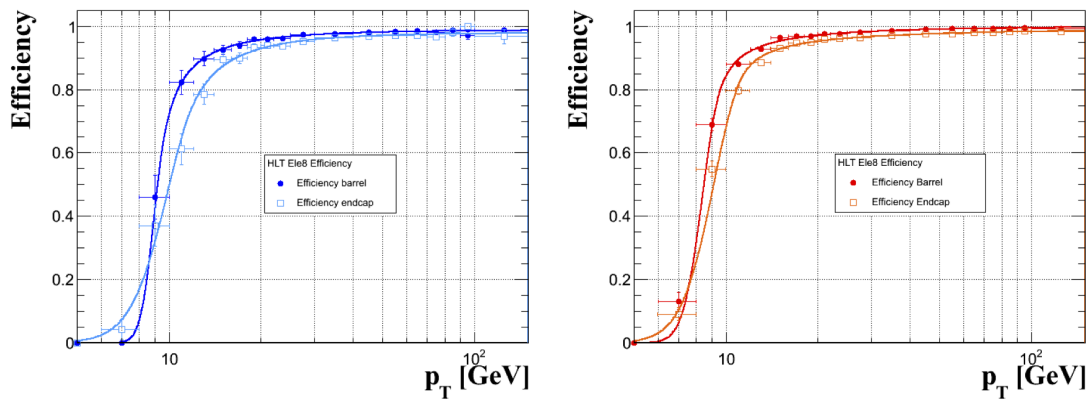 Efficiency
1
0.8
0.6
0.4
0.2
0
HLT Ele8 Efficiency
Efficiency barrel
Efficiency endcap
10
10²
p_T [GeV]
Efficiency
1
0.8
0.6
0.4
0.2
0
HLT Ele8 Efficiency
Efficiency Barrel
Efficiency Endcap
10
10²
p_T [GeV]